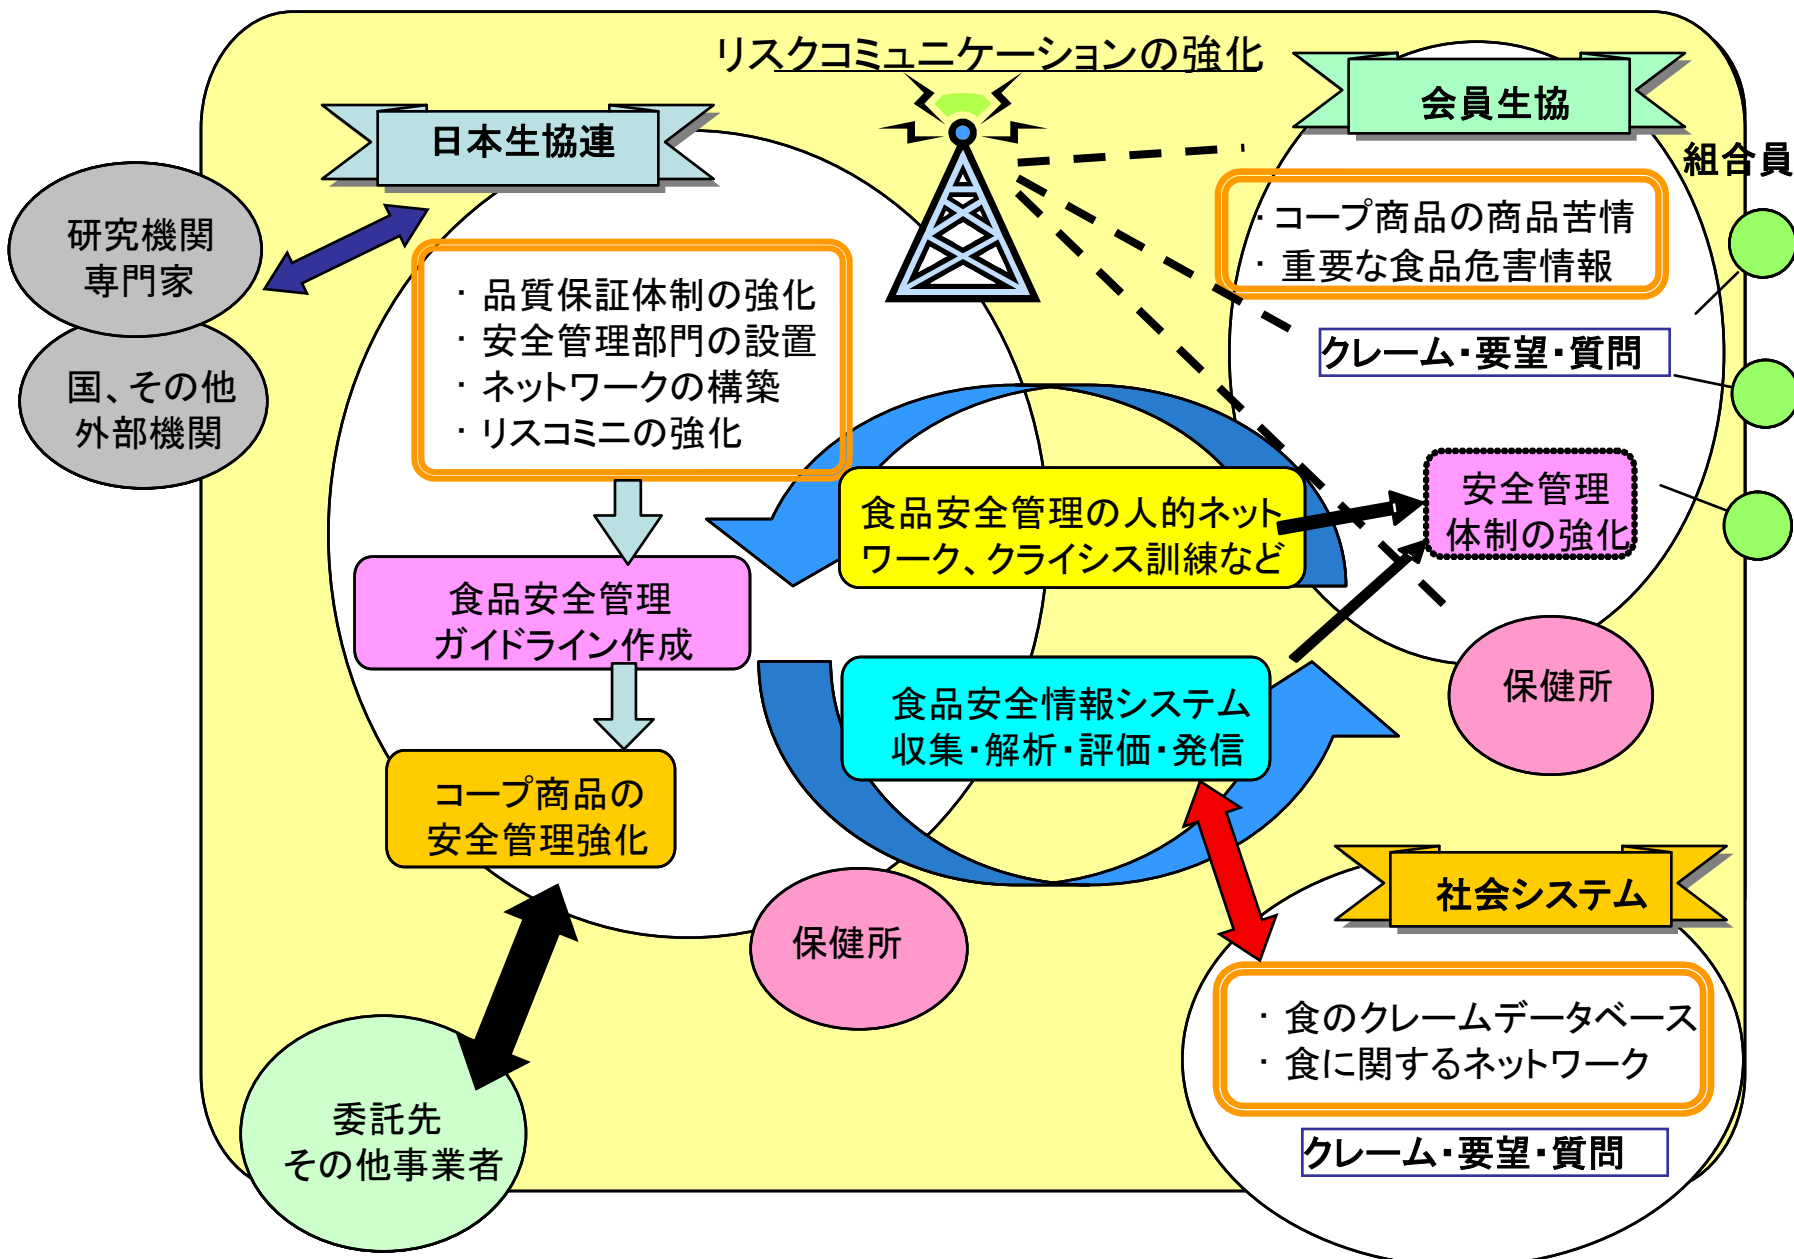 リスクコミュニケーションの強化
日本生協連
会員生協
組合員
研究機関
専門家
国、その他
外部機関
・品質保証体制の強化
・安全管理部門の設置
・ネットワークの構築
・リスコミニの強化
・コープ商品の商品苦情
・重要な食品危害情報
クレーム・要望・質問
食品安全管理の人的ネット
ワーク、クライシス訓練など
安全管理
体制の強化
食品安全管理
ガイドライン作成
食品安全情報システム
収集・解析・評価・発信
保健所
コープ商品の
安全管理強化
保健所
社会システム
・食のクレームデータベース
・食に関するネットワーク
クレーム・要望・質問
委託先
その他事業者